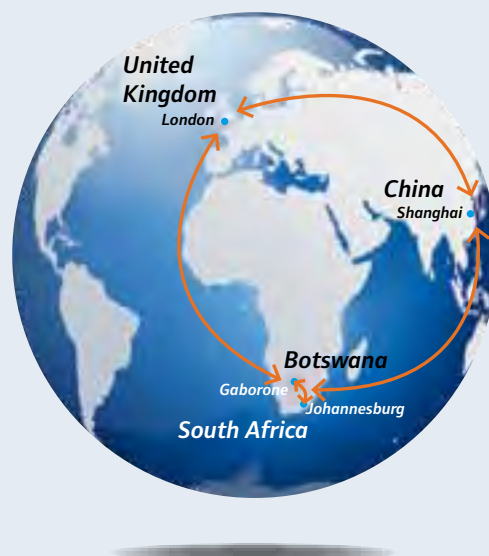 United
Kingdom
London
China
Shanghai
Botswana
Gaborone
Johannesburg
South Africa